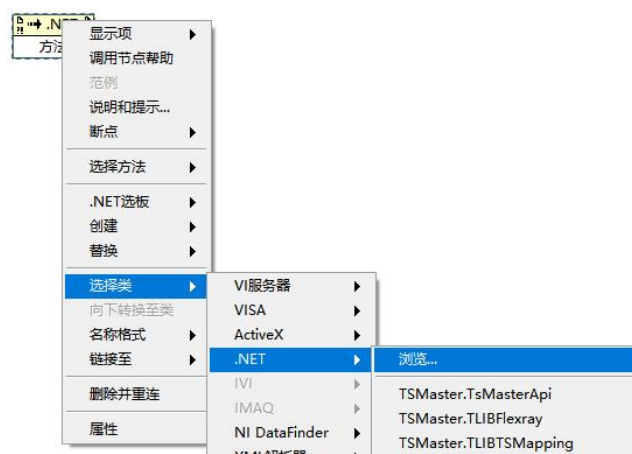 .NET
方法
显示项
调用节点帮助
范例
说明和提示...
断点
选择方法
.NET选板
创建
替换
选择类
向下转换至类
名称格式
链接至
删除并重连
属性
VI服务器
VISA
ActiveX
.NET
IVI
IMAQ
NI DataFinder
浏览...
TSMaster.TsMasterApi
TSMaster.TLIBFlexray
TSMaster.TLIBTSMapping